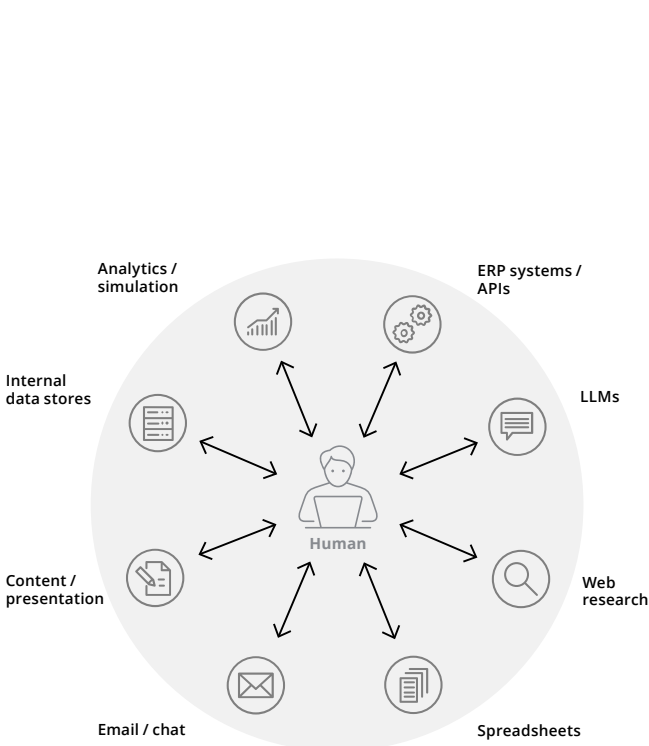 Analytics /
simulation
ERP systems /
APIs
Internal
data stores
LLMs
Human
Content /
presentation
Web
research
Email / chat
Spreadsheets